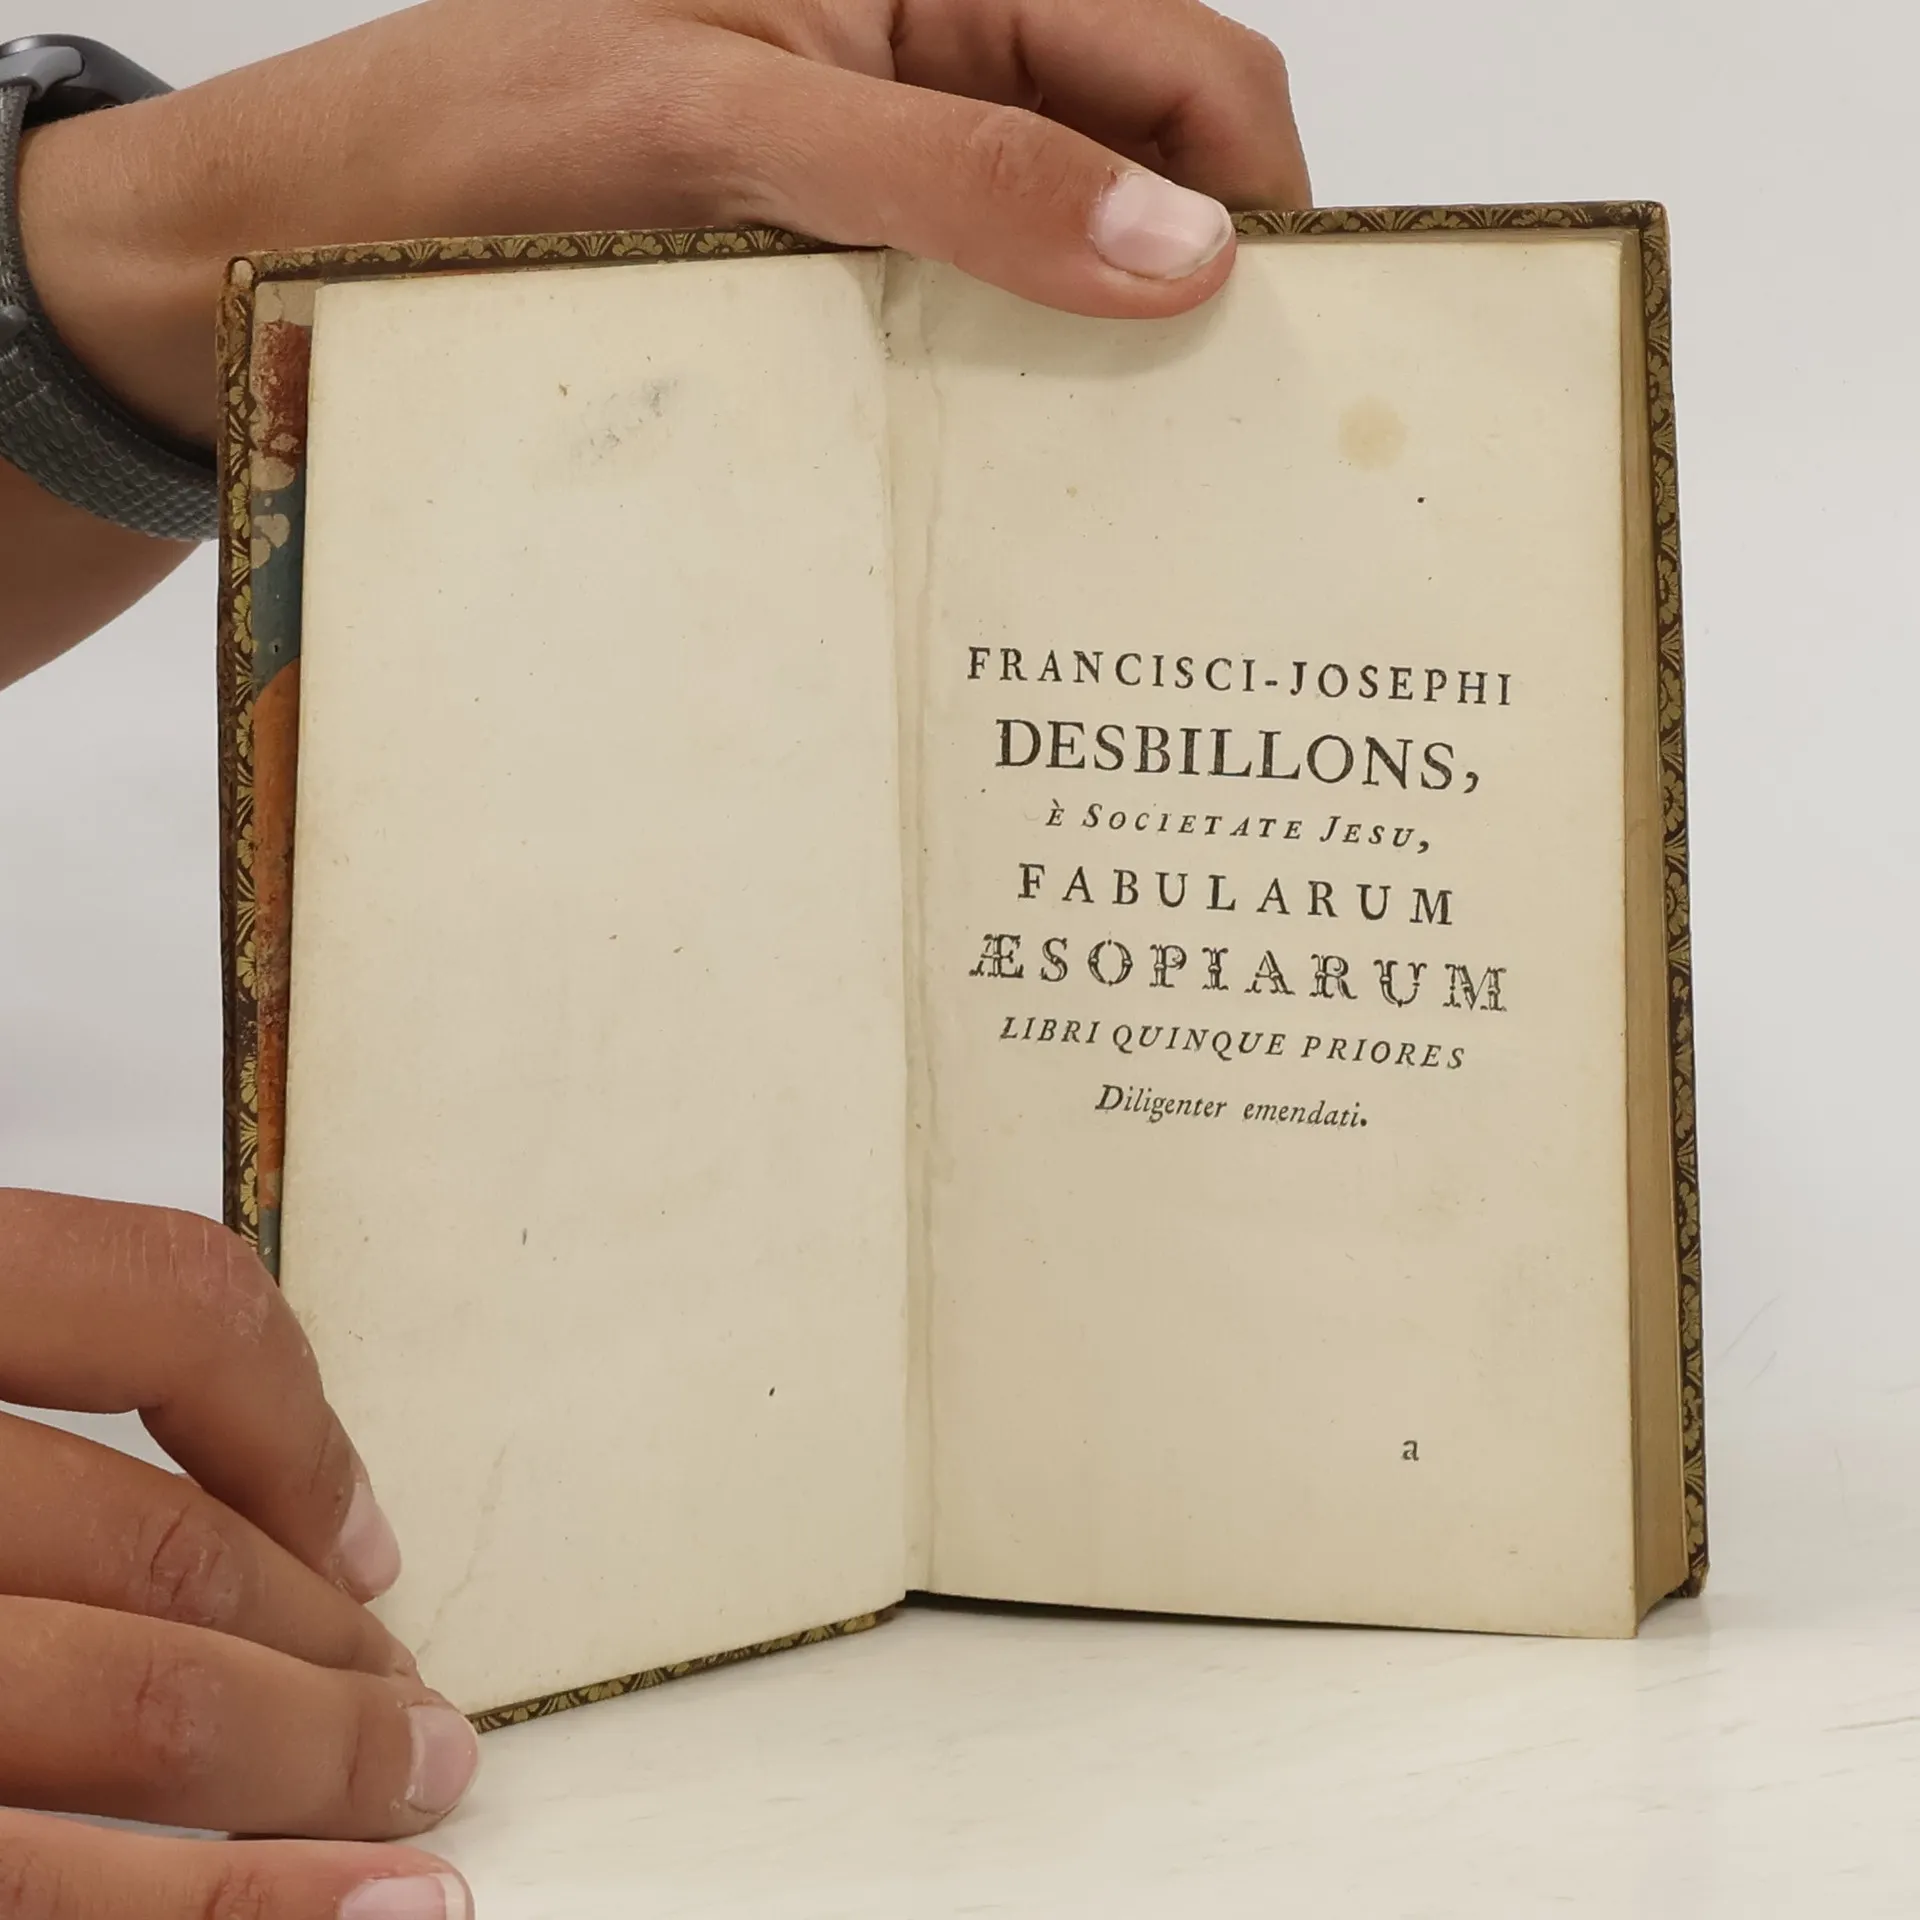 FRANCISCI-JOSEPHI
DESBILLONS,
È SOCIETATE JESU,
FABULARUM
ÆSOPIARUM
LIBRI QUINQUE PRIORES
Diligenter emendati.
a